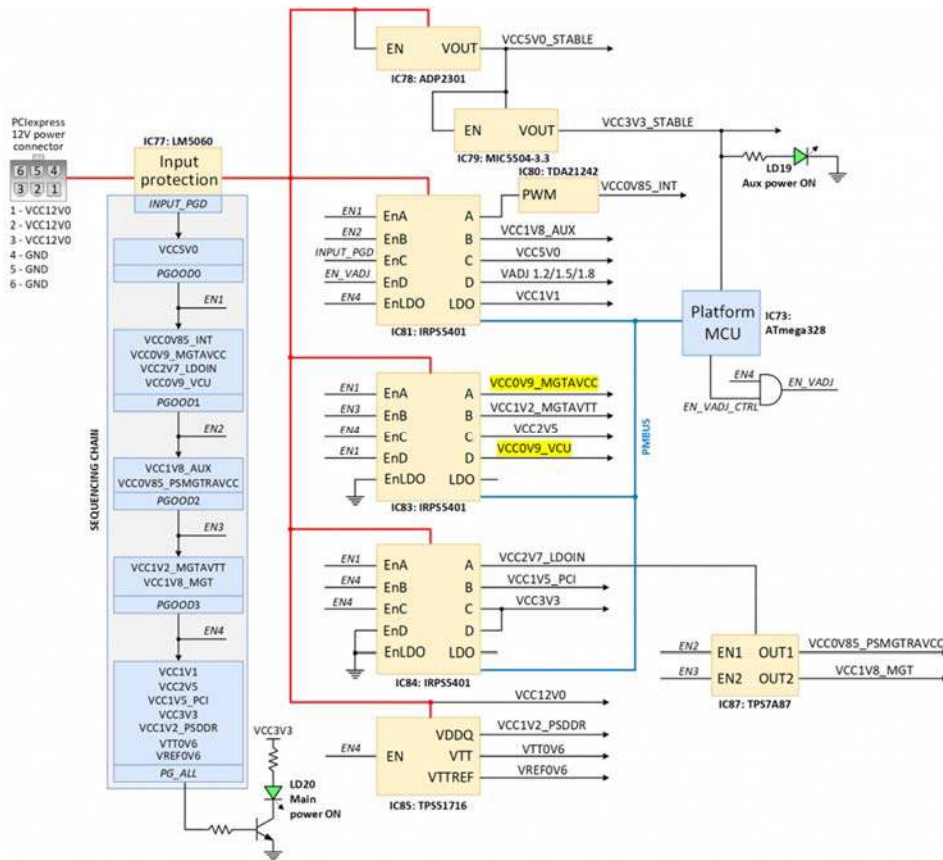 PCIexpress
12V power
connector
6 5 4
3 2 1
1 - VCC12V0
2 - VCC12V0
3 - VCC12V0
4 - GND
5 - GND
6 - GND
IC77: LM5060
Input
protection
INPUT_PGD
VCC5V0
PGOOD0
EN1
VCC0V85_INT
VCC0V9_MGTAVCC
VCC2V7_LDOIN
VCC0V9_VCU
PGOOD1
EN2
VCC1V8_AUX
VCC0V85_PSMGTRAVCC
PGOOD2
EN3
VCC1V2_MGTAVTT
VCC1V8_MGT
PGOOD3
EN4
VCC1V1
VCC2V5
VCC1V5_PCI
VCC3V3
VCC1V2_PSDDR
VTT0V6
VREF0V6
PG_ALL
SEQUENCING CHAIN
VCC3V3
LD20
Main
power ON
EN VOUT
VCC5V0_STABLE
IC78: ADP2301
EN VOUT
VCC3V3_STABLE
IC79: MIC5504-3.3
LD19
Aux power ON
IC80: TDA21242
PWM
VCC0V85_INT
EN1 EnA A
EN2 EnB B VCC1V8_AUX
INPUT_PGD EnC C VCC5V0
EN_VADJ EnD D VADJ 1.2/1.5/1.8
EN4 EnLDO LDO VCC1V1
IC81: IRPS5401
Platform
MCU
IC73:
ATmega328
EN4
EN_VADJ
EN_VADJ_CTRL
PMBUS
EN1 EnA A VCC0V9_MGTAVCC
EN3 EnB B VCC1V2_MGTAVTT
EN4 EnC C VCC2V5
EN1 EnD D VCC0V9_VCU
EnLDO LDO
IC83: IRPS5401
EN1 EnA A VCC2V7_LDOIN
EN4 EnB B VCC1V5_PCI
EN4 EnC C VCC3V3
EnD D
EnLDO LDO
IC84: IRPS5401
EN2 EN1 OUT1 VCC0V85_PSMGTRAVCC
EN3 EN2 OUT2 VCC1V8_MGT
IC87: TPS7A87
VCC12V0
VDDQ VCC1V2_PSDDR
EN4 EN VTT VTT0V6
VTTREF VREF0V6
IC85: TPS51716